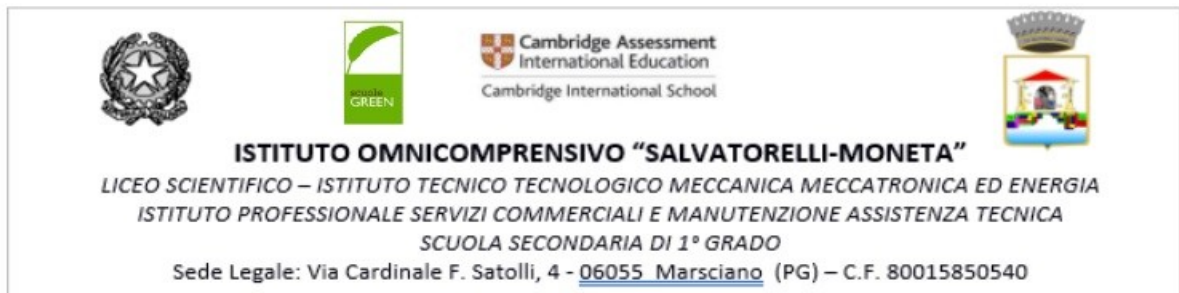 scuole
GREEN
Cambridge Assessment
International Education
Cambridge International School
ISTITUTO OMNICOMPRENSIVO “SALVATORELLI-MONETA”
LICEO SCIENTIFICO – ISTITUTO TECNICO TECNOLOGICO MECCANICA MECCATRONICA ED ENERGIA
ISTITUTO PROFESSIONALE SERVIZI COMMERCIALI E MANUTENZIONE ASSISTENZA TECNICA
SCUOLA SECONDARIA DI 1° GRADO
Sede Legale: Via Cardinale F. Satolli, 4 - 06055 Marsciano (PG) – C.F. 80015850540